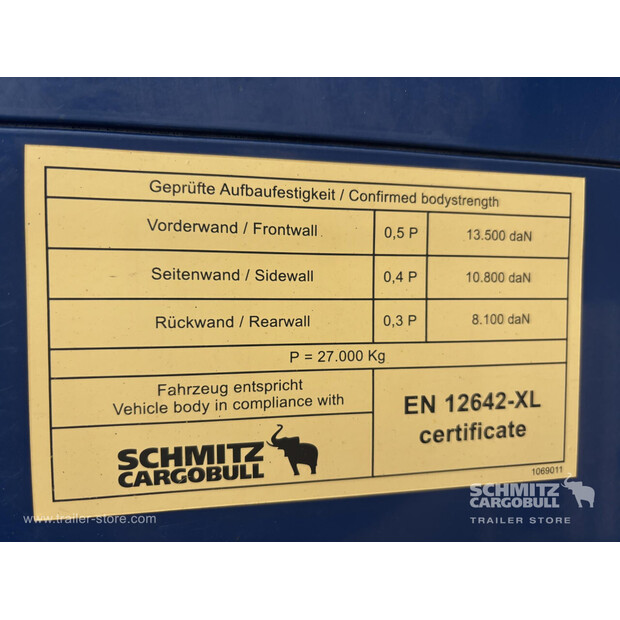 Geprüfte Aufbaufestigkeit / Confirmed bodystrength
Vorderwand / Frontwall 0,5 P 13.500 daN
Seitenwand / Sidewall 0,4 P 10.800 daN
Rückwand / Rearwall 0,3 P 8.100 daN
P = 27.000 Kg
Fahrzeug entspricht
Vehicle body in compliance with
EN 12642-XL
certificate
SCHMITZ
CARGOBULL
1069011
SCHMITZ
CARGOBULL
TRAILER STORE
www.trailer-store.com